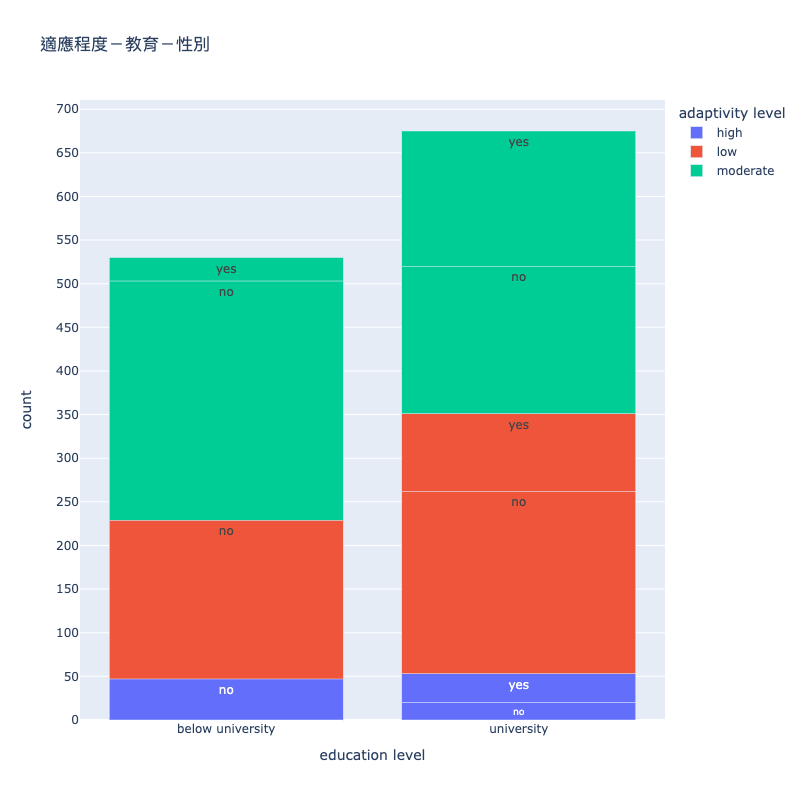 適應程度－教育－性別
adaptivity level
high
low
moderate
700
650
600
550
500
450
400
350
300
250
200
150
100
50
0
count
yes
no
no
no
yes
no
yes
no
yes
no
below university
university
education level